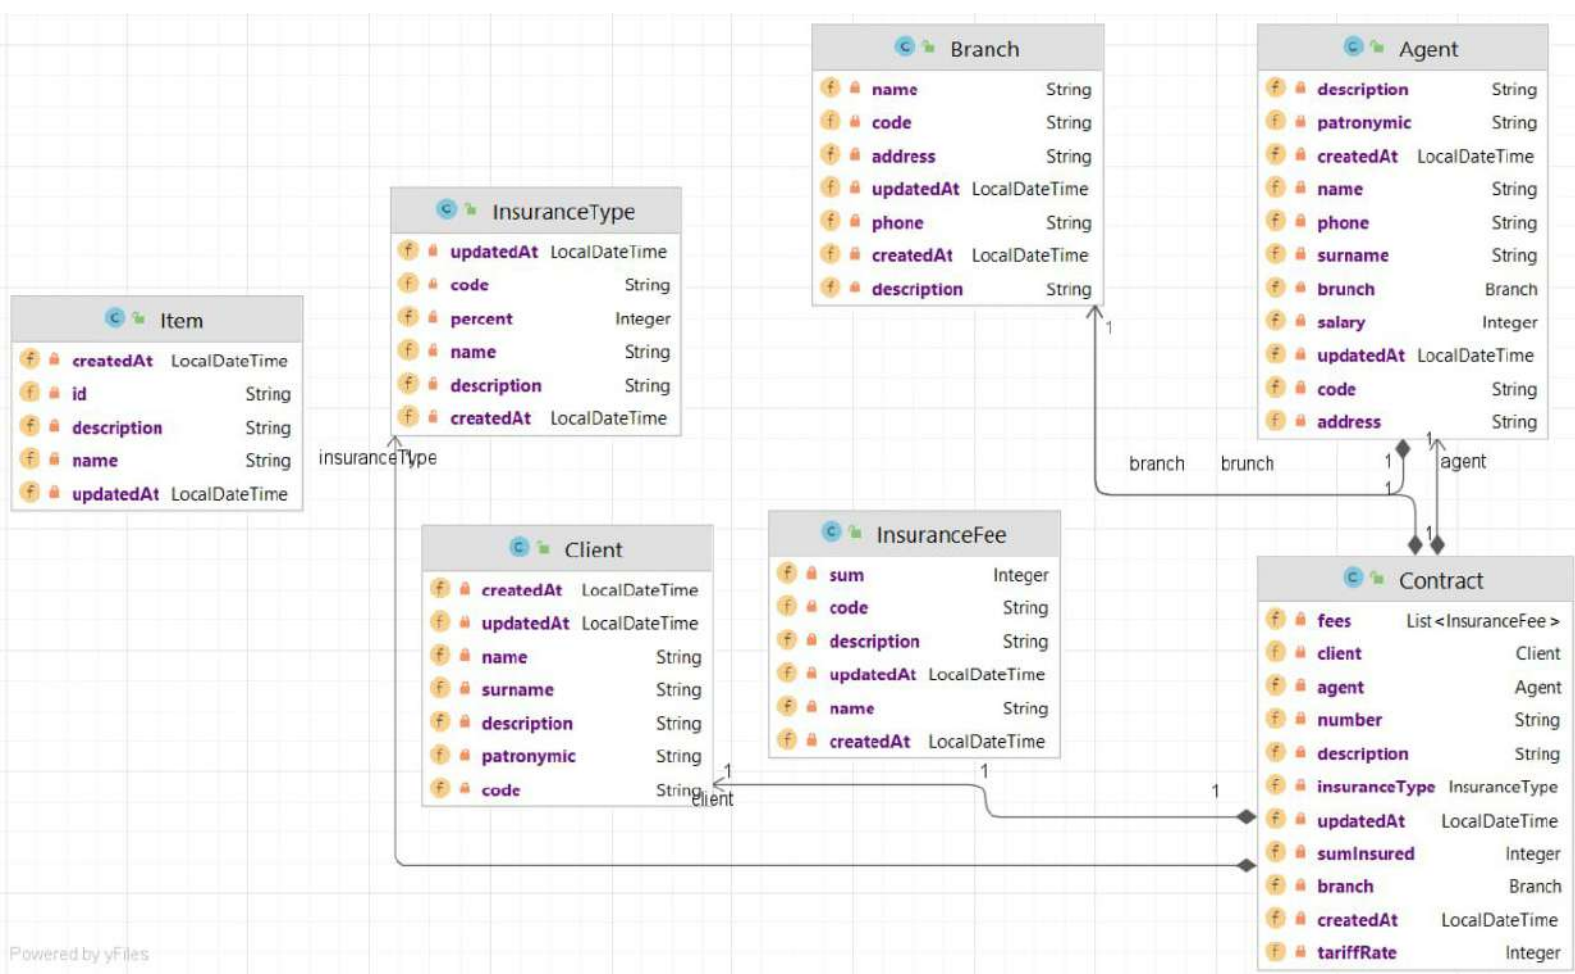 Branch
name String
code String
address String
updatedAt LocalDateTime
phone String
createdAt LocalDateTime
description String
Agent
description String
patronymic String
createdAt LocalDateTime
name String
phone String
surname String
brunch Branch
salary Integer
updatedAt LocalDateTime
code String
address String
InsuranceType
updatedAt LocalDateTime
code String
percent Integer
name String
description String
createdAt LocalDateTime
Item
createdAt LocalDateTime
id String
description String
name String
updatedAt LocalDateTime
1
insuranceType
1
branch
brunch
1
1
agent
1
1
1
Client
createdAt LocalDateTime
updatedAt LocalDateTime
name String
surname String
description String
patronymic String
code String
InsuranceFee
sum Integer
code String
description String
updatedAt LocalDateTime
name String
createdAt LocalDateTime
Contract
fees List<InsuranceFee>
client Client
agent Agent
number String
description String
insuranceType InsuranceType
updatedAt LocalDateTime
sumInsured Integer
branch Branch
createdAt LocalDateTime
tariffRate Integer
1
client
1
1
Powered by yFiles